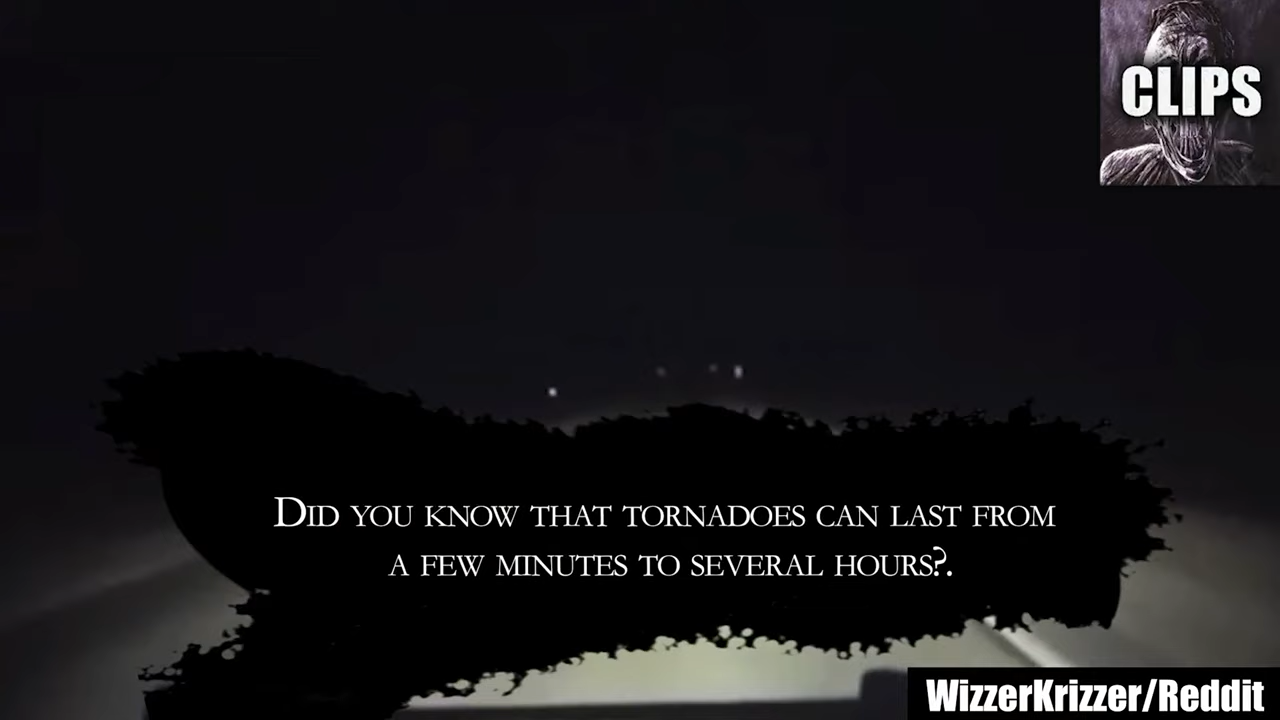 CLIPS
Did you know that tornadoes can last from
a few minutes to several hours?.
WizzerKrizzer/Reddit